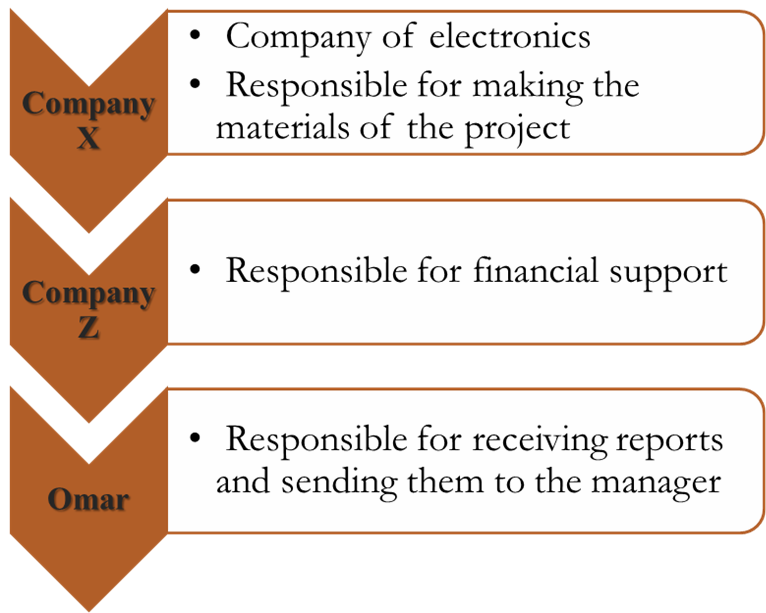 Company
X
• Company of electronics
• Responsible for making the
materials of the project
Company
Z
• Responsible for financial support
Omar
• Responsible for receiving reports
and sending them to the manager